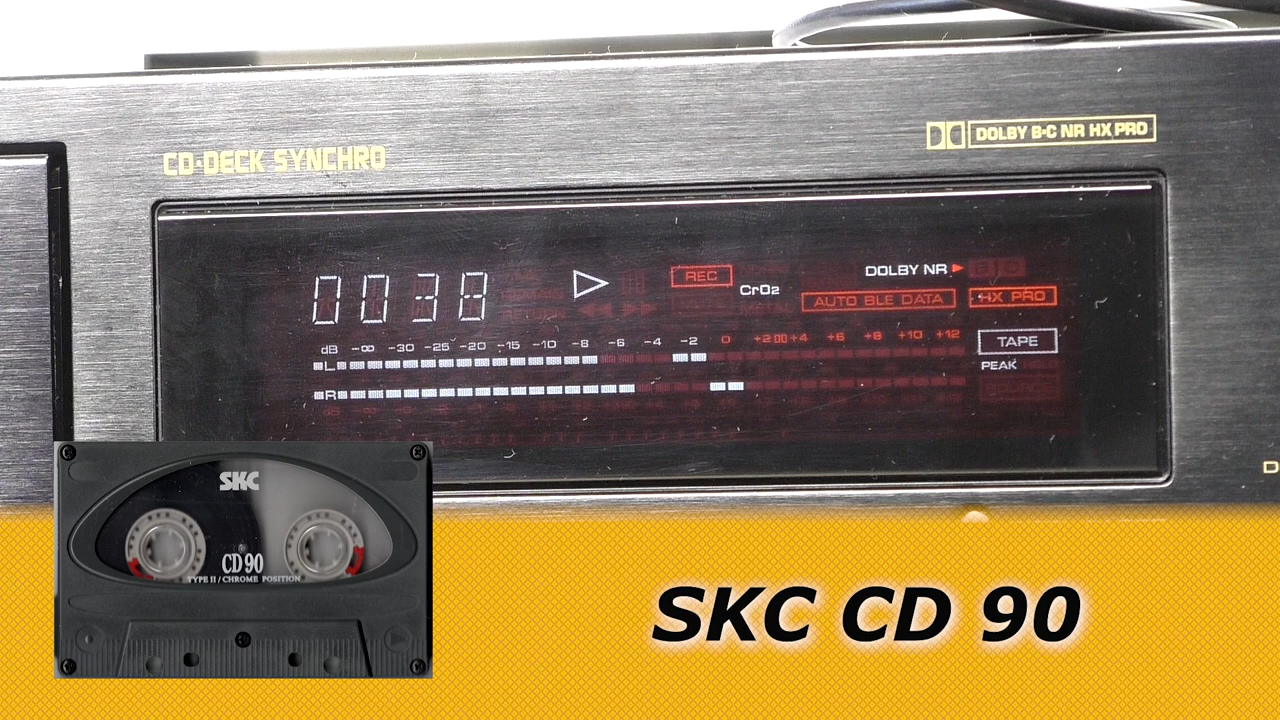 CD·DECK SYNCHRO
DOLBY B·C NR HX PRO
0038
REC
CrO₂
DOLBY NR
AUTO BLE DATA
HX PRO
dB -∞ -30 -25 -20 -15 -10 -8 -6 -4 -2 0 +2 +4 +6 +8 +10 +12
TAPE
L
PEAK
R
D
SKC
CD 90
TYPE II / CHROME POSITION
SKC CD 90